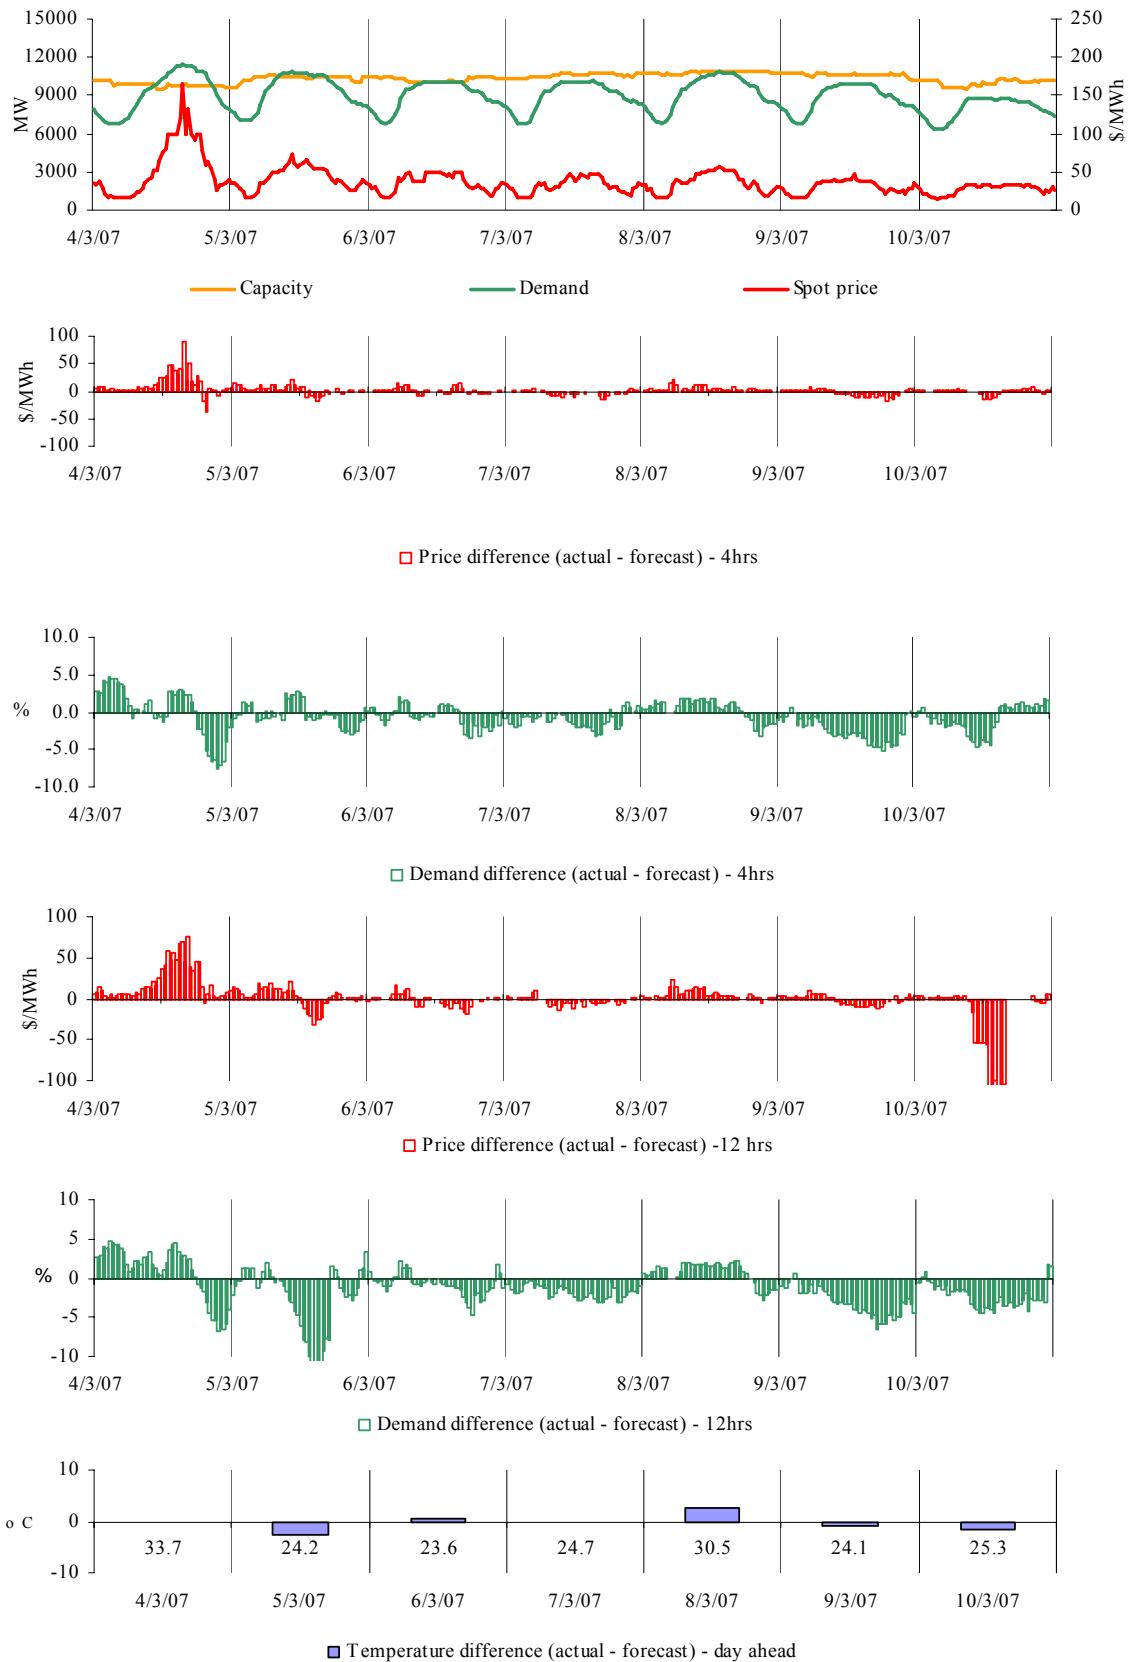 15000
250
12000
200
9000
150
6000
100
3000
50
0
0
MW
$/MWh
4/3/07 5/3/07 6/3/07 7/3/07 8/3/07 9/3/07 10/3/07
Capacity Demand Spot price
100
50
0
-50
-100
$/MWh
4/3/07 5/3/07 6/3/07 7/3/07 8/3/07 9/3/07 10/3/07
Price difference (actual - forecast) - 4hrs
10.0
5.0
0.0
-5.0
-10.0
%
4/3/07 5/3/07 6/3/07 7/3/07 8/3/07 9/3/07 10/3/07
Demand difference (actual - forecast) - 4hrs
100
50
0
-50
-100
$/MWh
4/3/07 5/3/07 6/3/07 7/3/07 8/3/07 9/3/07 10/3/07
Price difference (actual - forecast) -12 hrs
10
5
0
-5
-10
%
4/3/07 5/3/07 6/3/07 7/3/07 8/3/07 9/3/07 10/3/07
Demand difference (actual - forecast) - 12hrs
10
0
-10
o C
33.7 24.2 23.6 24.7 30.5 24.1 25.3
4/3/07 5/3/07 6/3/07 7/3/07 8/3/07 9/3/07 10/3/07
Temperature difference (actual - forecast) - day ahead